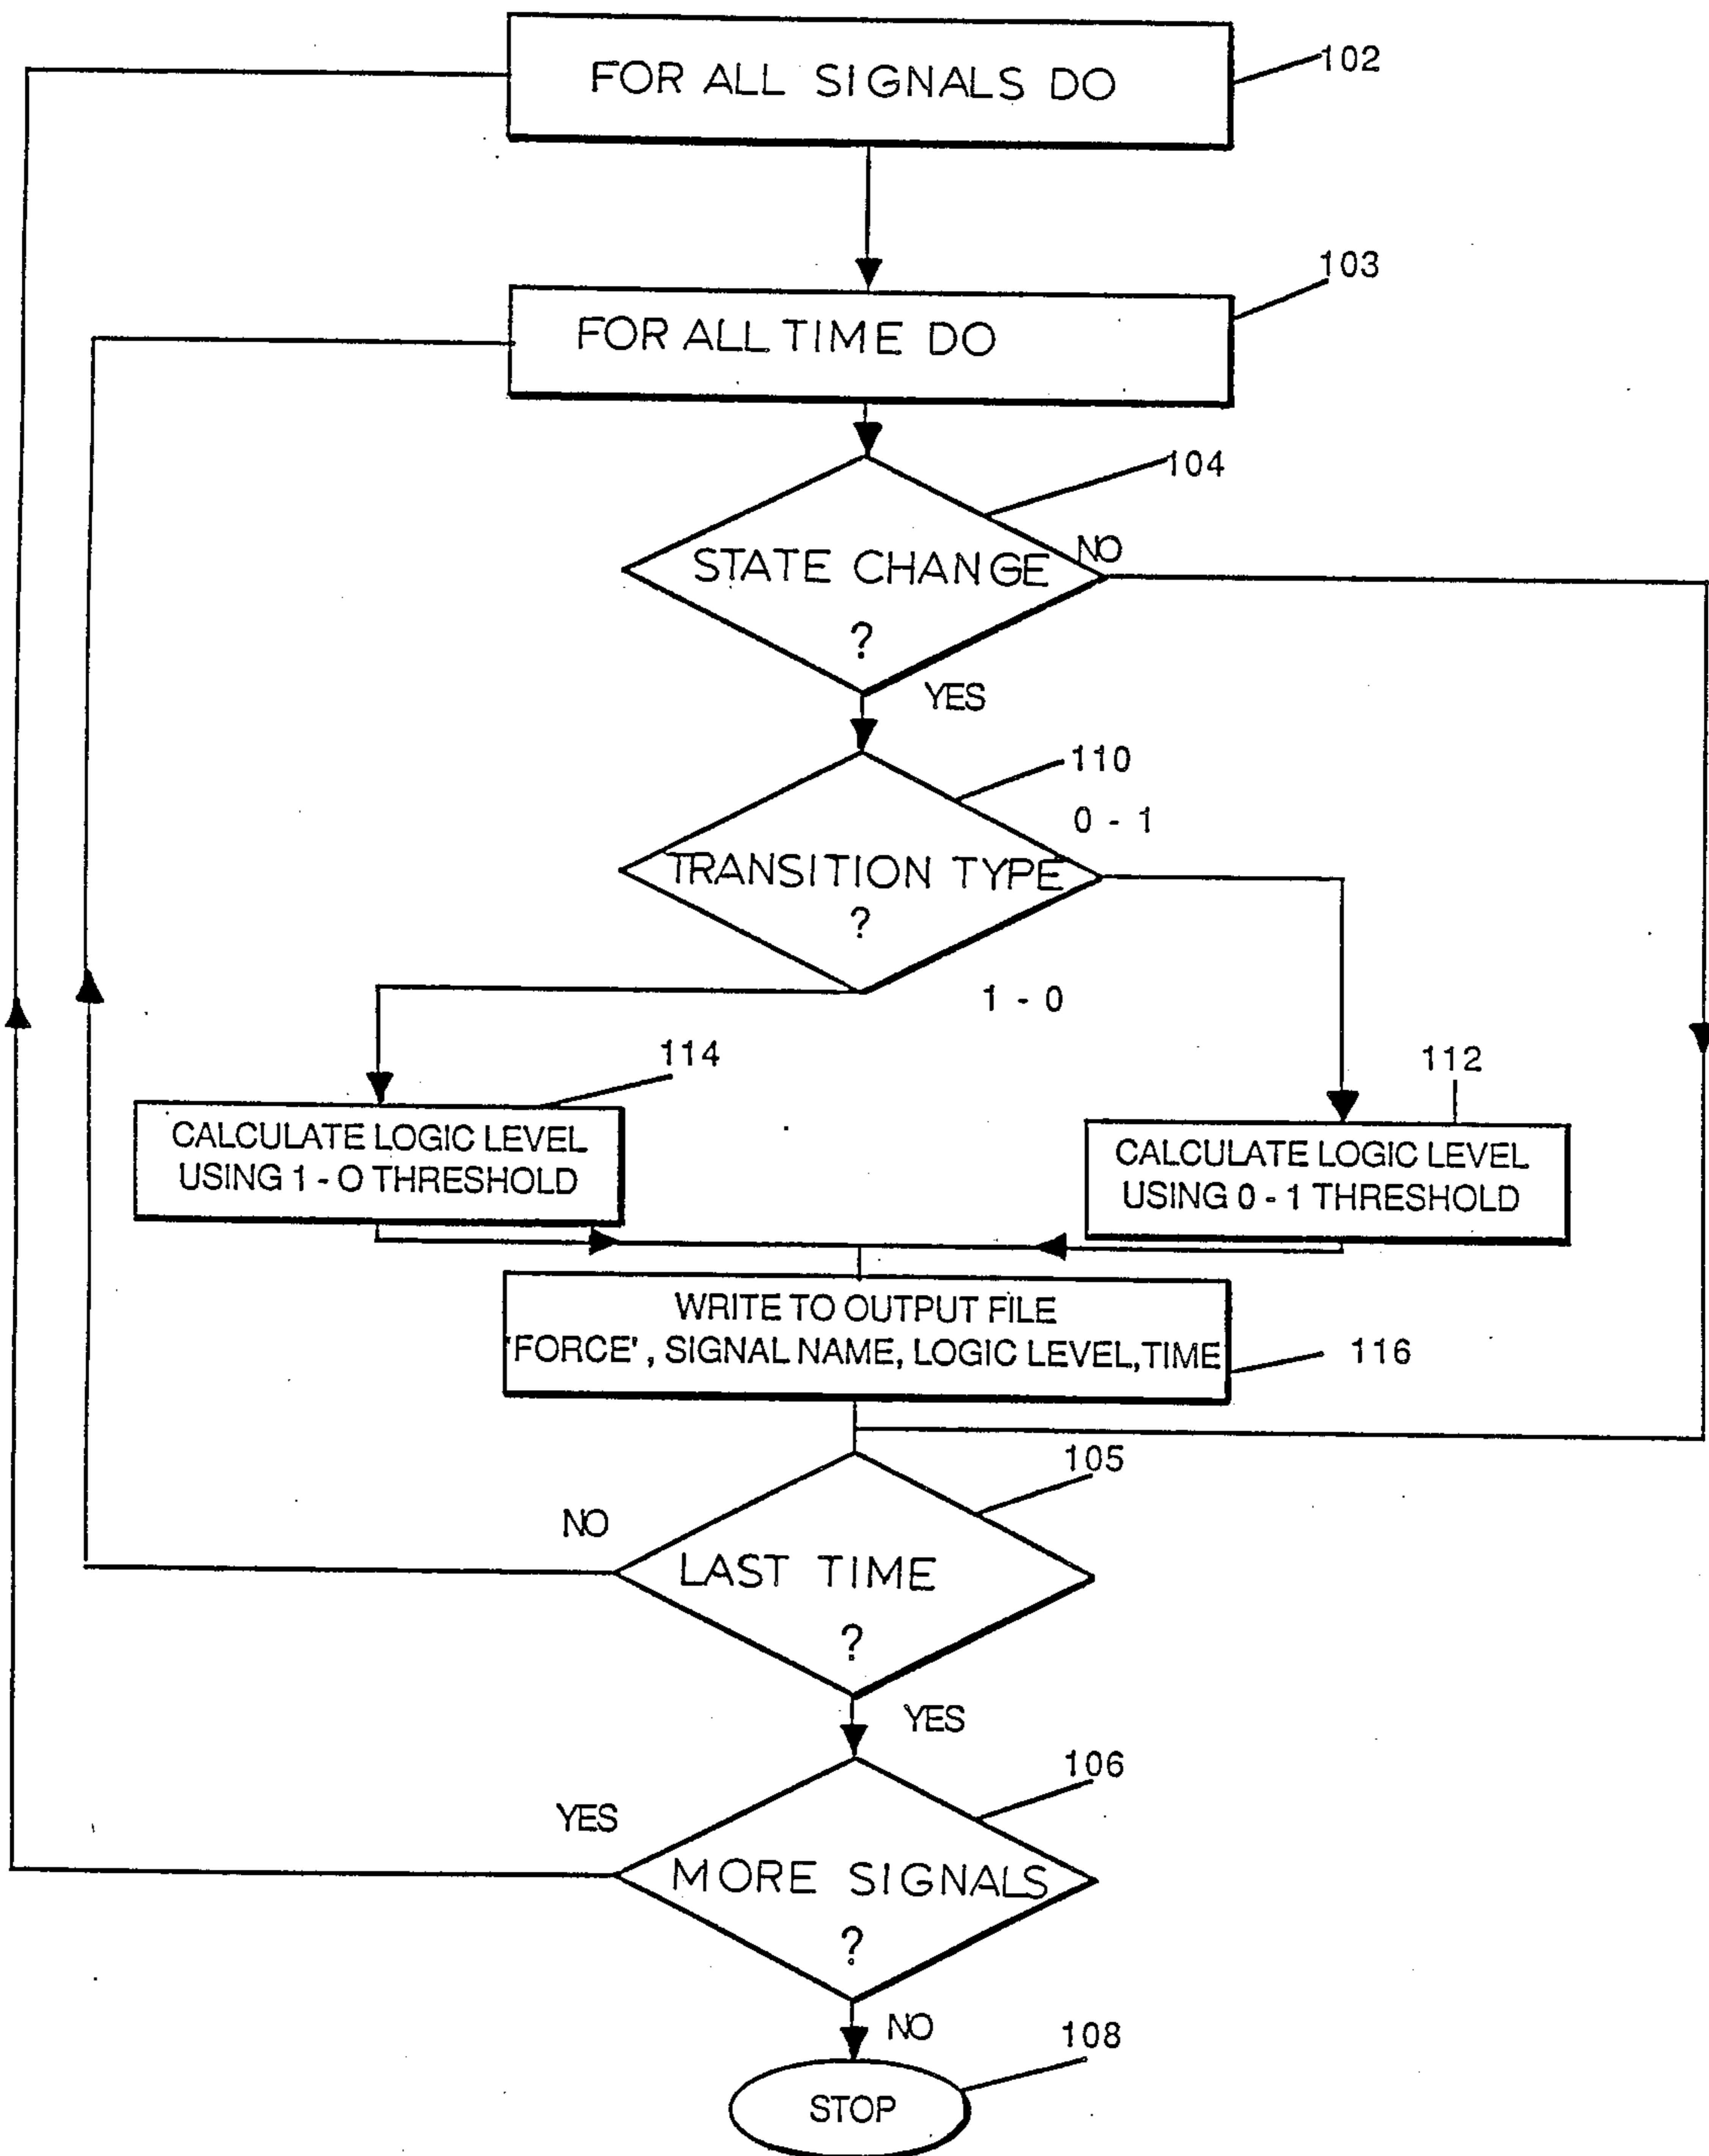 FOR ALL SIGNALS DO
102
103
FOR ALL TIME DO
104
STATE CHANGE
?
NO
YES
110
0 - 1
TRANSITION TYPE
?
1 - 0
114
112
CALCULATE LOGIC LEVEL
USING 1 - O THRESHOLD
CALCULATE LOGIC LEVEL
USING 0 - 1 THRESHOLD
WRITE TO OUTPUT FILE
'FORCE', SIGNAL NAME, LOGIC LEVEL, TIME
116
105
NO
LAST TIME
?
YES
106
YES
MORE SIGNALS
?
NO
108
STOP